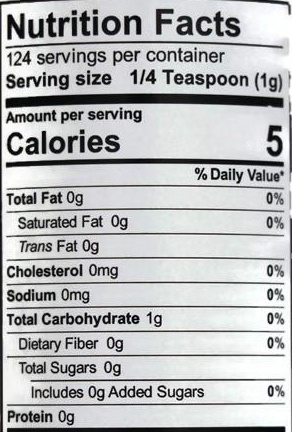 Nutrition Facts
124 servings per container
Serving size 1/4 Teaspoon (1g)
Amount per serving
Calories 5
% Daily Value*
Total Fat 0g 0%
Saturated Fat 0g 0%
Trans Fat 0g
Cholesterol 0mg 0%
Sodium 0mg 0%
Total Carbohydrate 1g 0%
Dietary Fiber 0g 0%
Total Sugars 0g
Includes 0g Added Sugars 0%
Protein 0g